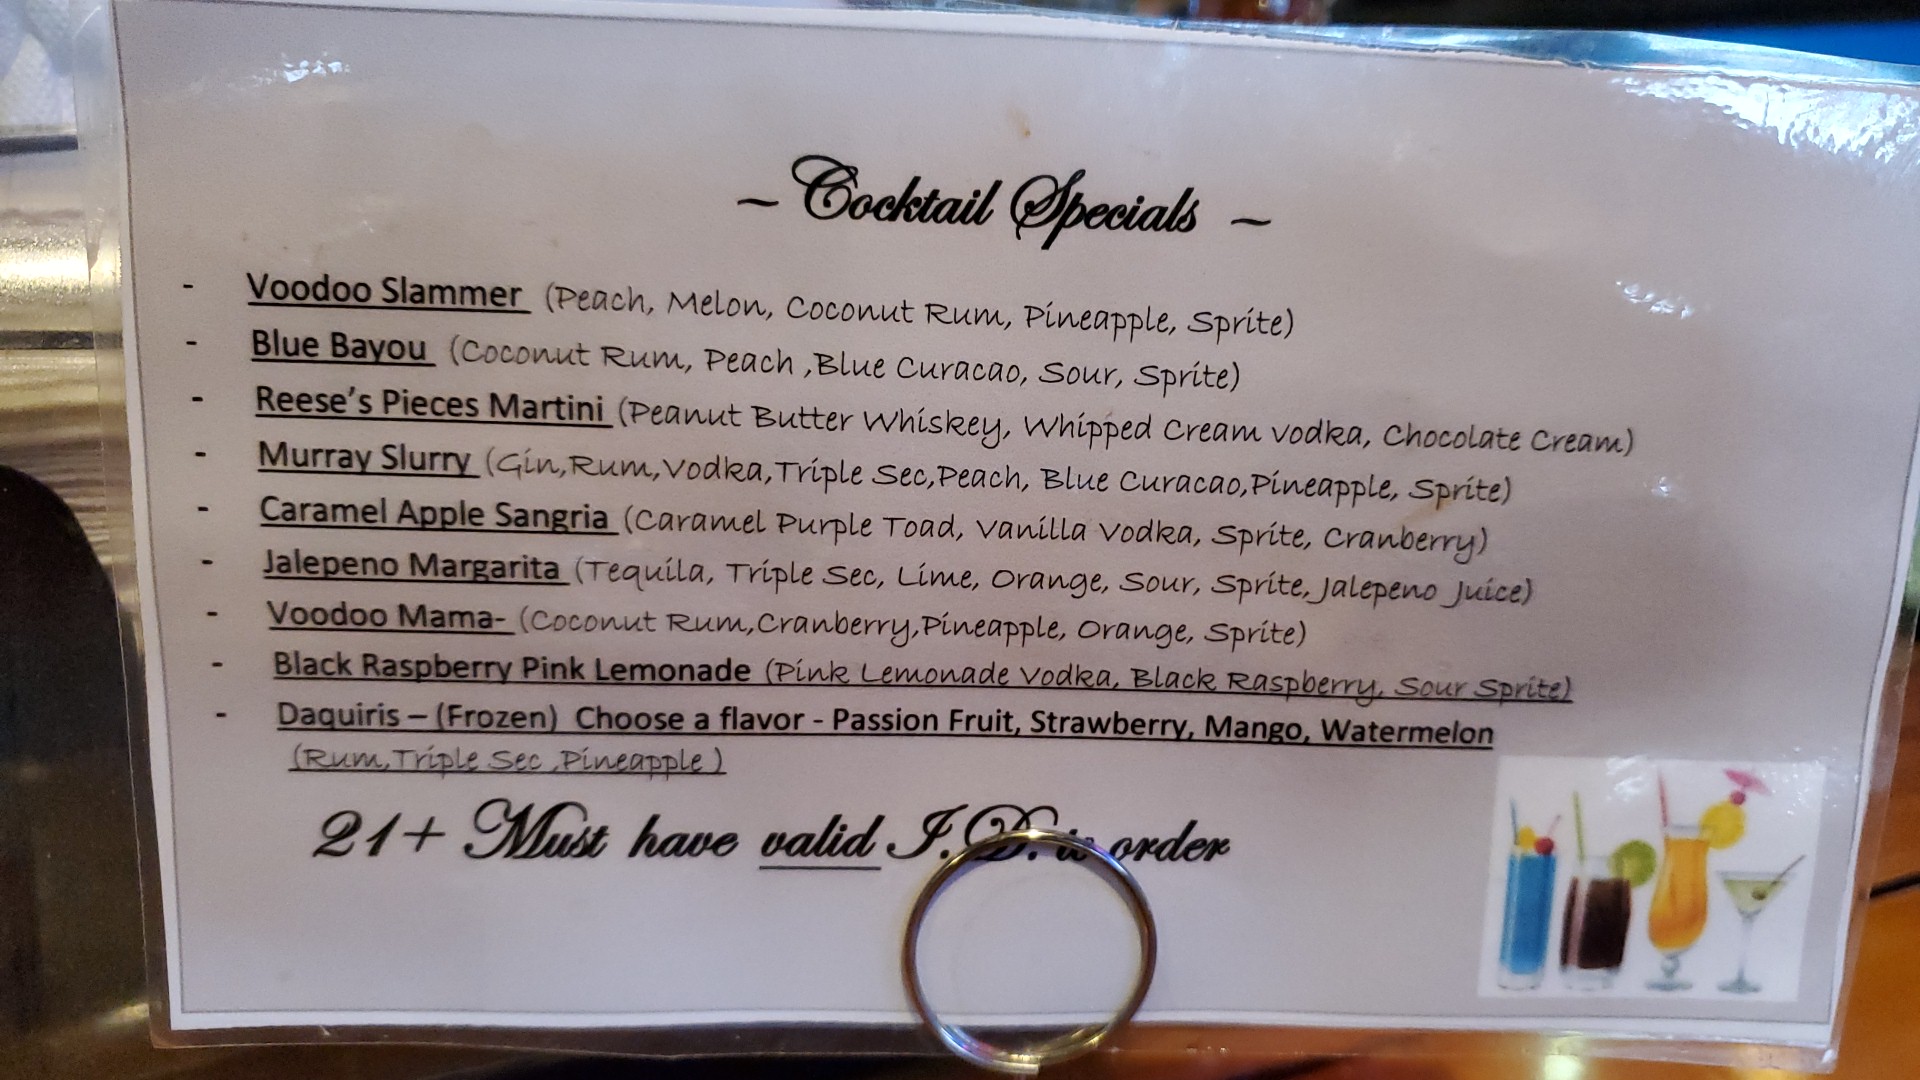 ~ Cocktail Specials ~
- Voodoo Slammer (Peach, Melon, Coconut Rum, Pineapple, Sprite)
- Blue Bayou (Coconut Rum, Peach ,Blue Curacao, Sour, Sprite)
- Reese's Pieces Martini (Peanut Butter Whiskey, Whipped Cream Vodka, Chocolate Cream)
- Murray Slurry (Gin,Rum,Vodka,Triple Sec,Peach, Blue Curacao,Pineapple, Sprite)
- Caramel Apple Sangria (Caramel Purple Toad, Vanilla Vodka, Sprite, Cranberry)
- Jalepeno Margarita (Tequila, Triple Sec, Lime, Orange, Sour, Sprite, Jalepeno Juice)
- Voodoo Mama- (Coconut Rum,Cranberry,Pineapple, Orange, Sprite)
- Black Raspberry Pink Lemonade (Pink Lemonade Vodka, Black Raspberry, Sour Sprite)
- Daquiris – (Frozen) Choose a flavor - Passion Fruit, Strawberry, Mango, Watermelon
(Rum,Triple Sec ,Pineapple )
21+ Must have valid I.D. to order